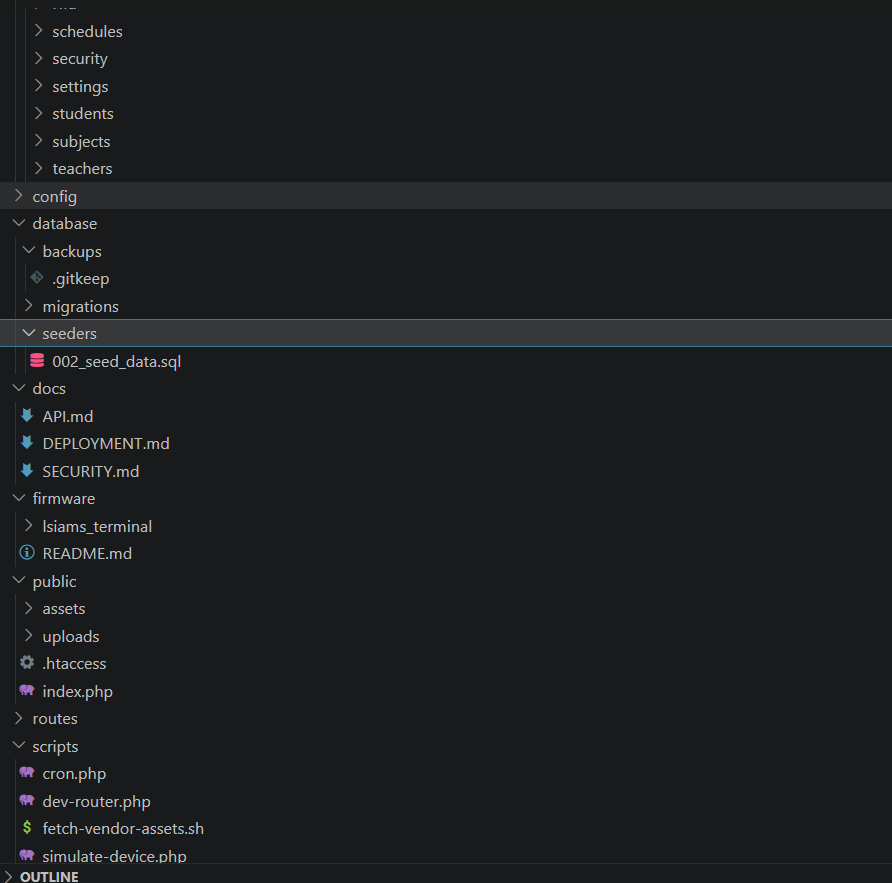 schedules
security
settings
students
subjects
teachers
config
database
backups
.gitkeep
migrations
seeders
002_seed_data.sql
docs
API.md
DEPLOYMENT.md
SECURITY.md
firmware
lsiams_terminal
README.md
public
assets
uploads
.htaccess
index.php
routes
scripts
cron.php
dev-router.php
$ fetch-vendor-assets.sh
simulate-device.php
OUTLINE